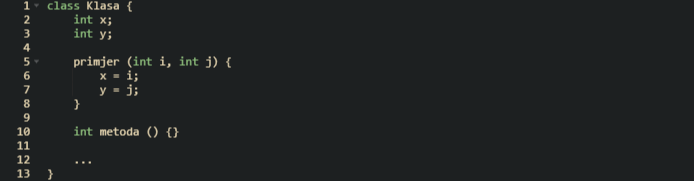 1 class Klasa {
2     int x;
3     int y;
4
5     primjer (int i, int j) {
6         x = i;
7         y = j;
8     }
9
10     int metoda () {}
11
12     ...
13 }